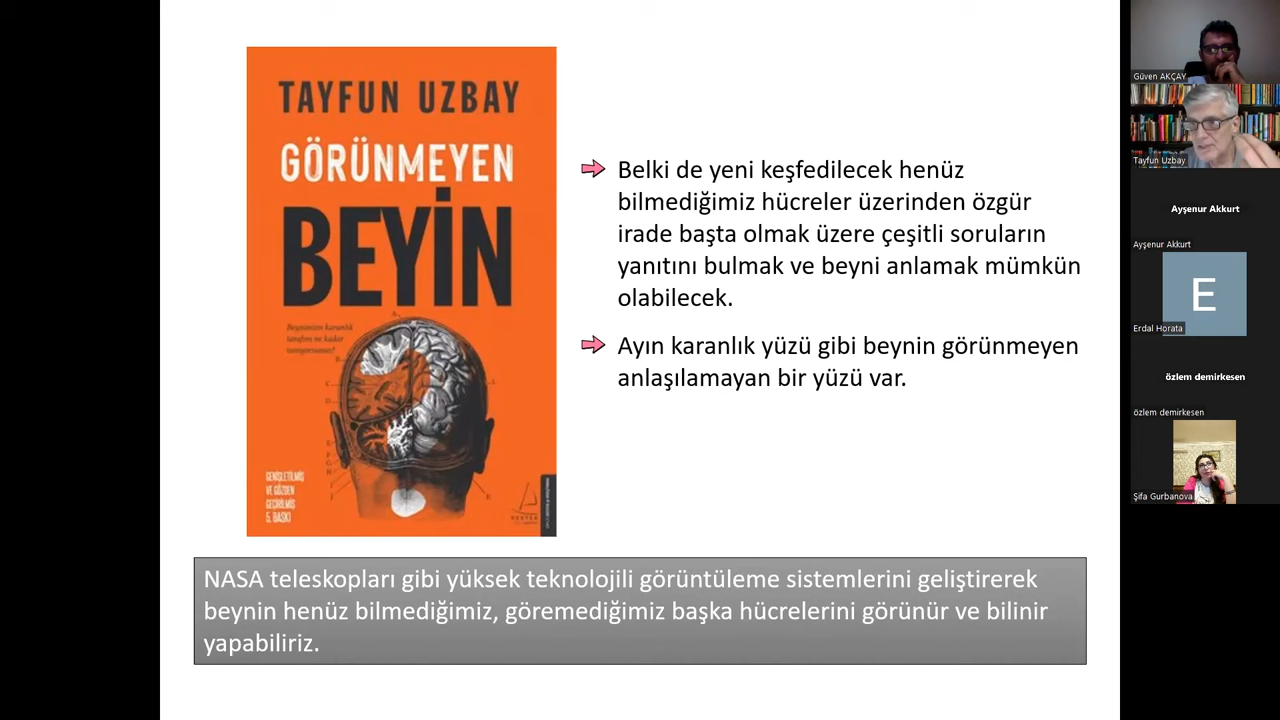 TAYFUN UZBAY
GÖRÜNMEYEN
BEYİN
Beynimizin karanlık
tarafını ne kadar
tanıyorsunuz?
GENİŞLETİLMİŞ
VE GÖZDEN
GEÇİRİLMİŞ
5. BASKI
DESTEK
Belki de yeni keşfedilecek henüz
bilmediğimiz hücreler üzerinden özgür
irade başta olmak üzere çeşitli soruların
yanıtını bulmak ve beyni anlamak mümkün
olabilecek.
Ayın karanlık yüzü gibi beynin görünmeyen
anlaşılamayan bir yüzü var.
NASA teleskopları gibi yüksek teknolojili görüntüleme sistemlerini geliştirerek
beynin henüz bilmediğimiz, göremediğimiz başka hücrelerini görünür ve bilinir
yapabiliriz.
Güven AKÇAY
Tayfun Uzbay
Ayşenur Akkurt
Ayşenur Akkurt
E
Erdal Horata
özlem demirkesen
özlem demirkesen
Şifa Gurbanova